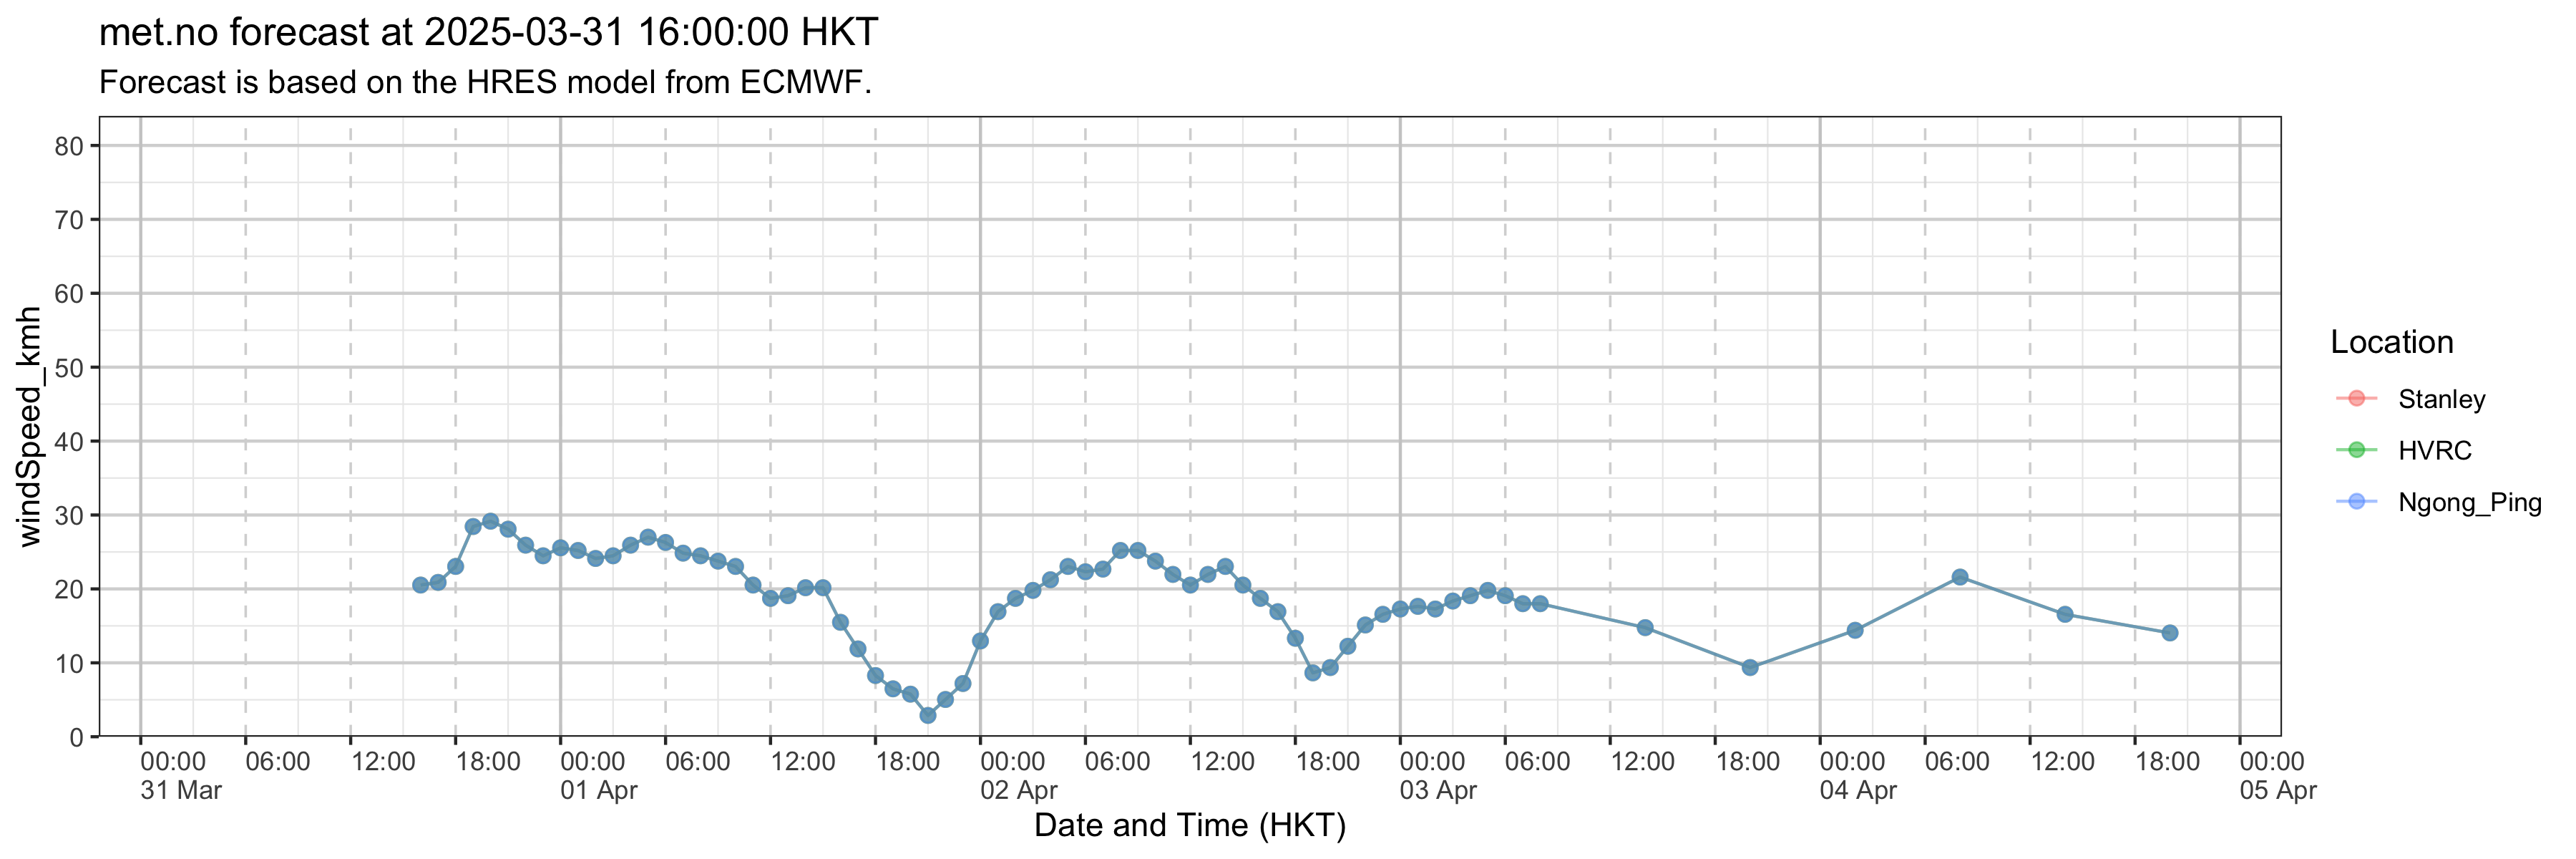 met.no forecast at 2025-03-31 16:00:00 HKT
Forecast is based on the HRES model from ECMWF.
windSpeed_kmh
80
70
60
50
40
30
20
10
0
00:00 06:00 12:00 18:00 00:00 06:00 12:00 18:00 00:00 06:00 12:00 18:00 00:00 06:00 12:00 18:00 00:00 06:00 12:00 18:00 00:00
31 Mar 01 Apr 02 Apr 03 Apr 04 Apr 05 Apr
Date and Time (HKT)
Location
Stanley
HVRC
Ngong_Ping